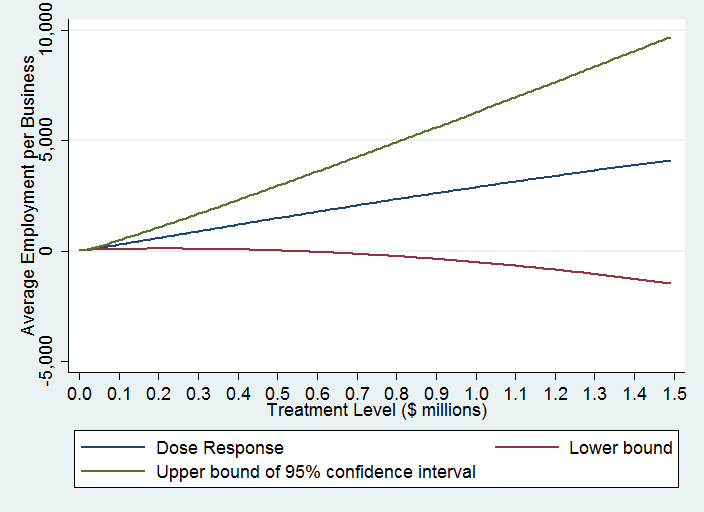 Average Employment per Business
10,000
5,000
0
-5,000
0.0 0.1 0.2 0.3 0.4 0.5 0.6 0.7 0.8 0.9 1.0 1.1 1.2 1.3 1.4 1.5
Treatment Level ($ millions)
Dose Response Lower bound
Upper bound of 95% confidence interval